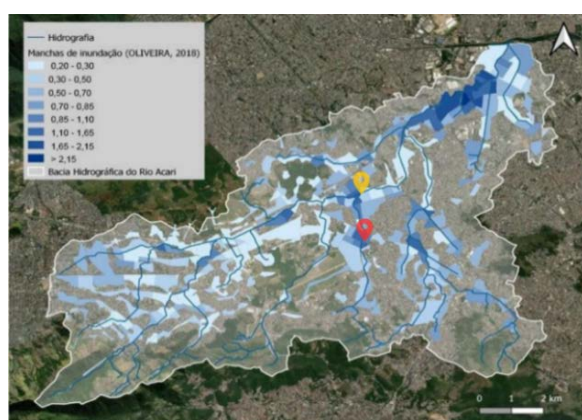 Hidrografia
Manchas de inundação (OLIVEIRA, 2018)
0,20 - 0,30
0,30 - 0,50
0,50 - 0,70
0,70 - 0,85
0,85 - 1,10
1,10 - 1,65
1,65 - 2,15
> 2,15
Bacia Hidrográfica do Rio Acari
0 1 2 km